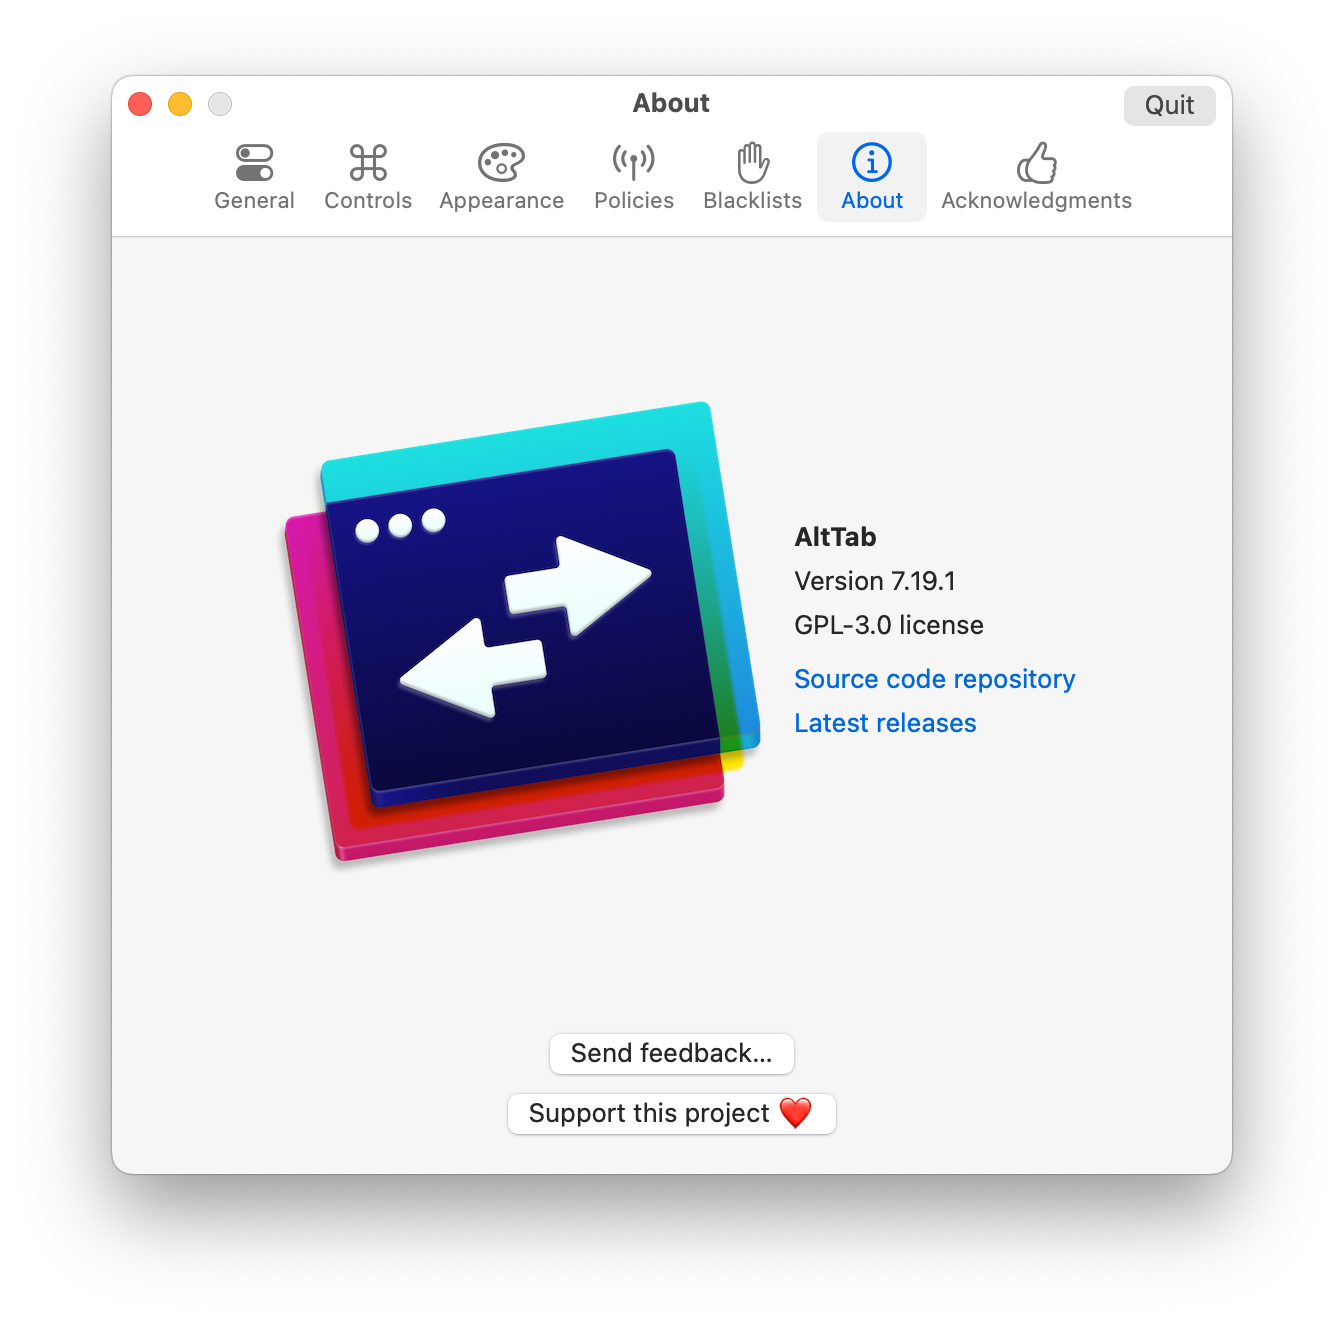 About
Quit
General
Controls
Appearance
Policies
Blacklists
About
Acknowledgments
AltTab
Version 7.19.1
GPL-3.0 license
Source code repository
Latest releases
Send feedback...
Support this project ❤️